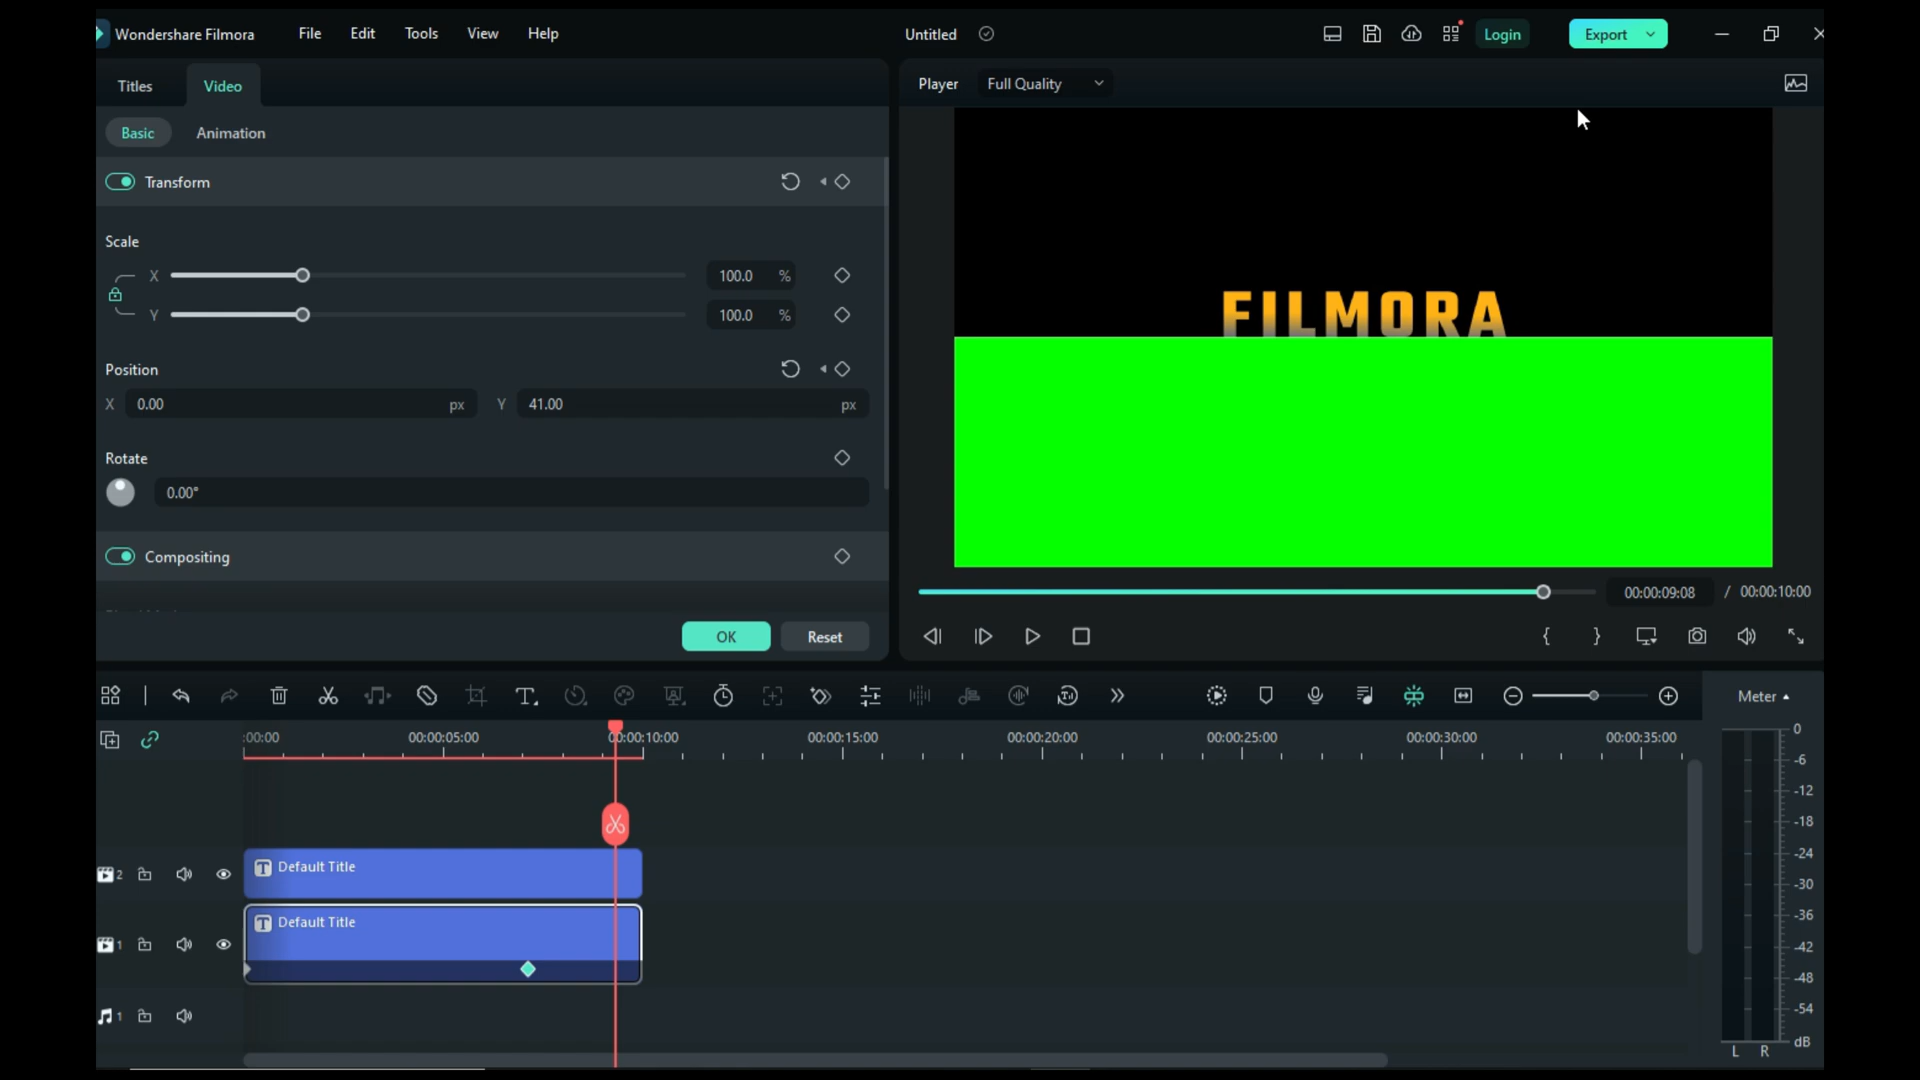 Wondershare Filmora File Edit Tools View Help Untitled Login Export
Titles Video Player Full Quality
Basic Animation
Transform
Scale
X 100.0 %
Y 100.0 %
FILMORA
Position
X 0.00 px Y 41.00 px
Rotate
0.00°
Compositing
00:00:09:08 / 00:00:10:00
OK Reset
Meter
:00:00 00:00:05:00 00:00:10:00 00:00:15:00 00:00:20:00 00:00:25:00 00:00:30:00 00:00:35:00
0
-6
-12
-18
-24
-30
-36
-42
-48
-54
dB
L R
2 T Default Title
1 T Default Title
1